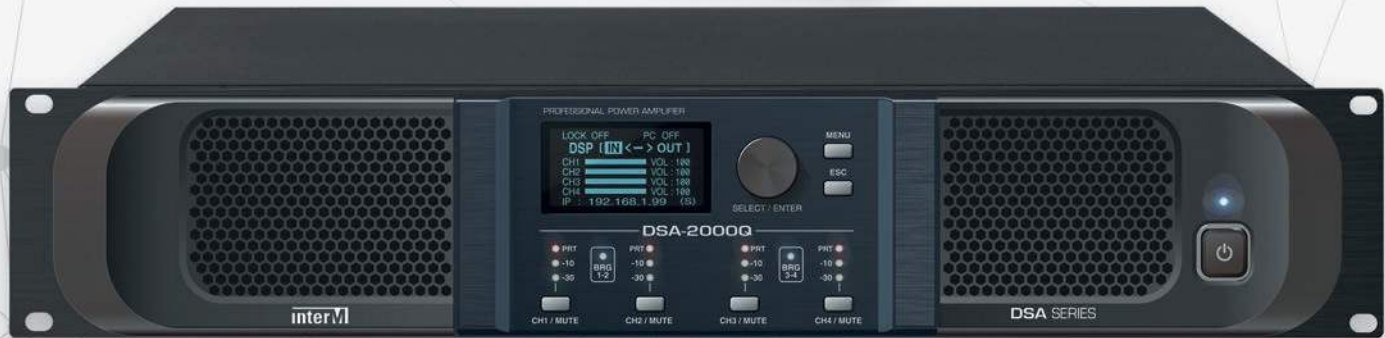 PROFESSIONAL POWER AMPLIFIER
LOCK OFF PC OFF
DSP [ IN <-> OUT ]
CH1 VOL : 100
CH2 VOL : 100
CH3 VOL : 100
CH4 VOL : 100
IP : 192.168.1.99 (S)
SELECT / ENTER
MENU
ESC
DSA-2000Q
PRT PRT PRT PRT
-10 BRG -10 -10 BRG -10
-30 1-2 -30 -30 3-4 -30
CH1 / MUTE CH2 / MUTE CH3 / MUTE CH4 / MUTE
interM
DSA SERIES